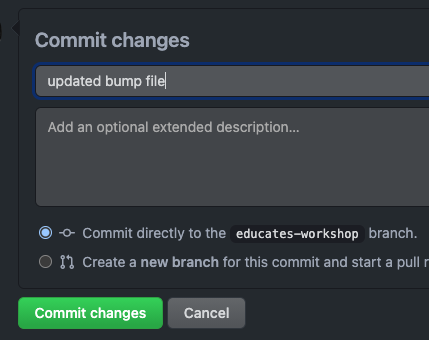 Commit changes
updated bump file
Add an optional extended description...
Commit directly to the educates-workshop branch.
Create a new branch for this commit and start a pull
Commit changes
Cancel